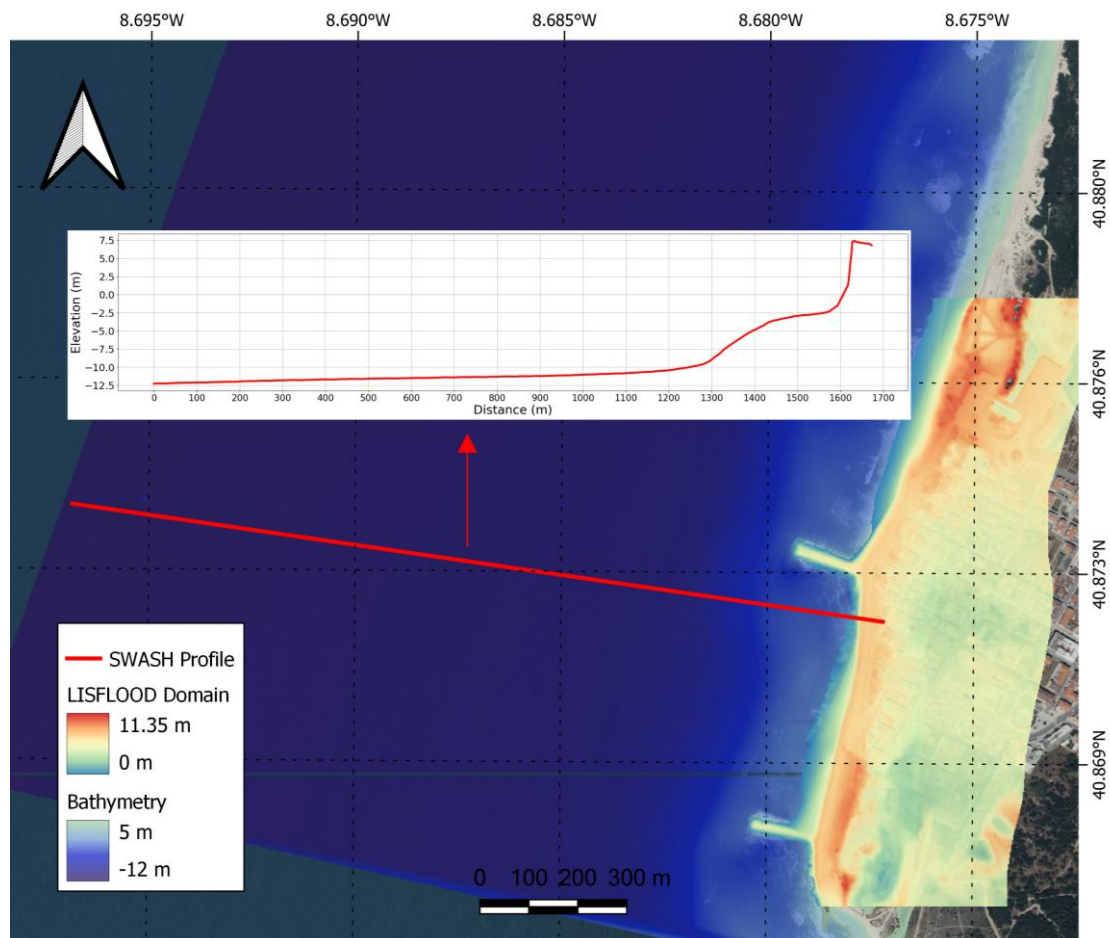 8.695°W 8.690°W 8.685°W 8.680°W 8.675°W
40.880°N
7.5
5.0
2.5
0.0
−2.5
−5.0
−7.5
−10.0
−12.5
Elevation (m)
0 100 200 300 400 500 600 700 800 900 1000 1100 1200 1300 1400 1500 1600 1700
Distance (m)
40.876°N
40.873°N
SWASH Profile
LISFLOOD Domain
11.35 m
0 m
Bathymetry
5 m
-12 m
40.869°N
0 100 200 300 m